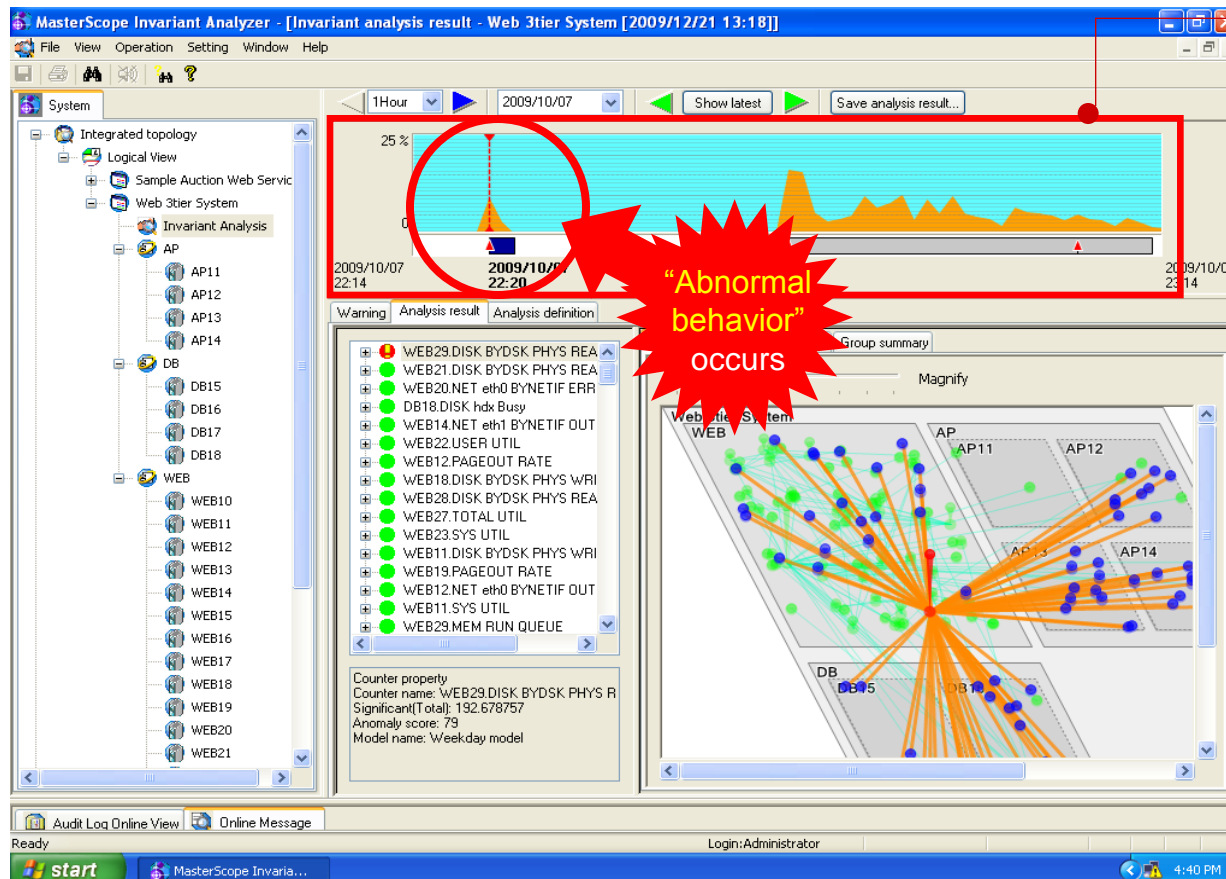 MasterScope Invariant Analyzer - [Invariant analysis result - Web 3tier System [2009/12/21 13:18]]
File View Operation Setting Window Help
System
1Hour
2009/10/07
Show latest
Save analysis result...
Integrated topology
Logical View
Sample Auction Web Servic
Web 3tier System
Invariant Analysis
AP
AP11
AP12
AP13
AP14
DB
DB15
DB16
DB17
DB18
WEB
WEB10
WEB11
WEB12
WEB13
WEB14
WEB15
WEB16
WEB17
WEB18
WEB19
WEB20
WEB21
25 %
0
2009/10/07
22:14
2009/10/07
22:20
2009/10/0
23:14
“Abnormal
behavior”
occurs
Warning
Analysis result
Analysis definition
WEB29.DISK BYDSK PHYS REA
WEB21.DISK BYDSK PHYS REA
WEB20.NET eth0 BYNETIF ERR
DB18.DISK hdx Busy
WEB14.NET eth1 BYNETIF OUT
WEB22.USER UTIL
WEB12.PAGEOUT RATE
WEB18.DISK BYDSK PHYS WRI
WEB28.DISK BYDSK PHYS REA
WEB27.TOTAL UTIL
WEB23.SYS UTIL
WEB11.DISK BYDSK PHYS WRI
WEB19.PAGEOUT RATE
WEB12.NET eth0 BYNETIF OUT
WEB11.SYS UTIL
WEB29.MEM RUN QUEUE
Counter property
Counter name: WEB29.DISK BYDSK PHYS R
Significant(Total): 192.678757
Anomaly score: 79
Model name: Weekday model
Group summary
Magnify
Web 3tier System
WEB
AP
AP11
AP12
AP13
AP14
DB
DB15
DB16
Audit Log Online View
Online Message
Ready
Login:Administrator
start
MasterScope Invaria...
4:40 PM